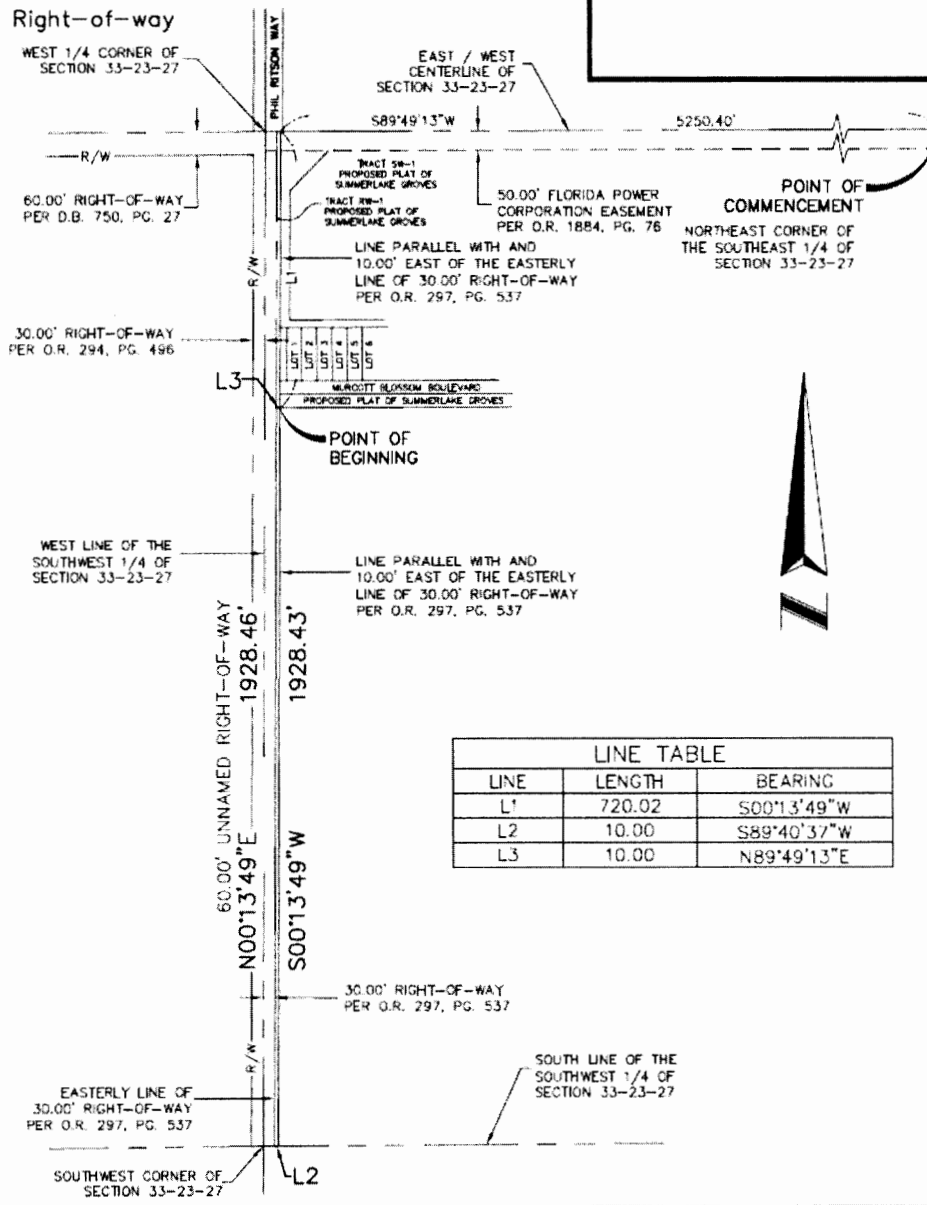 Right-of-way
WEST 1/4 CORNER OF
SECTION 33-23-27
PHIL RITSON WAY
EAST / WEST
CENTERLINE OF
SECTION 33-23-27
S89°49'13"W
5250.40'
R/W
60.00' RIGHT-OF-WAY
PER D.B. 750, PG. 27
TRACT SW-1
PROPOSED PLAT OF
SUMMERLAKE GROVES
TRACT RW-1
PROPOSED PLAT OF
SUMMERLAKE GROVES
50.00' FLORIDA POWER
CORPORATION EASEMENT
PER O.R. 1884, PG. 76
POINT OF
COMMENCEMENT
NORTHEAST CORNER OF
THE SOUTHEAST 1/4 OF
SECTION 33-23-27
R/W
L1
LINE PARALLEL WITH AND
10.00' EAST OF THE EASTERLY
LINE OF 30.00' RIGHT-OF-WAY
PER O.R. 297, PG. 537
30.00' RIGHT-OF-WAY
PER O.R. 294, PG. 496
LOT 1
LOT 2
LOT 3
LOT 4
LOT 5
LOT 6
L3
MURCOTT BLOSSOM BOULEVARD
PROPOSED PLAT OF SUMMERLAKE GROVES
POINT OF
BEGINNING
WEST LINE OF THE
SOUTHWEST 1/4 OF
SECTION 33-23-27
LINE PARALLEL WITH AND
10.00' EAST OF THE EASTERLY
LINE OF 30.00' RIGHT-OF-WAY
PER O.R. 297, PG. 537
60.00' UNNAMED RIGHT-OF-WAY
N00°13'49"E 1928.46'
S00°13'49"W 1928.43'
LINE TABLE
LINE LENGTH BEARING
L1 720.02 S00°13'49"W
L2 10.00 S89°40'37"W
L3 10.00 N89°49'13"E
30.00' RIGHT-OF-WAY
PER O.R. 297, PG. 537
R/W
SOUTH LINE OF THE
SOUTHWEST 1/4 OF
SECTION 33-23-27
EASTERLY LINE OF
30.00' RIGHT-OF-WAY
PER O.R. 297, PG. 537
SOUTHWEST CORNER OF
SECTION 33-23-27
L2